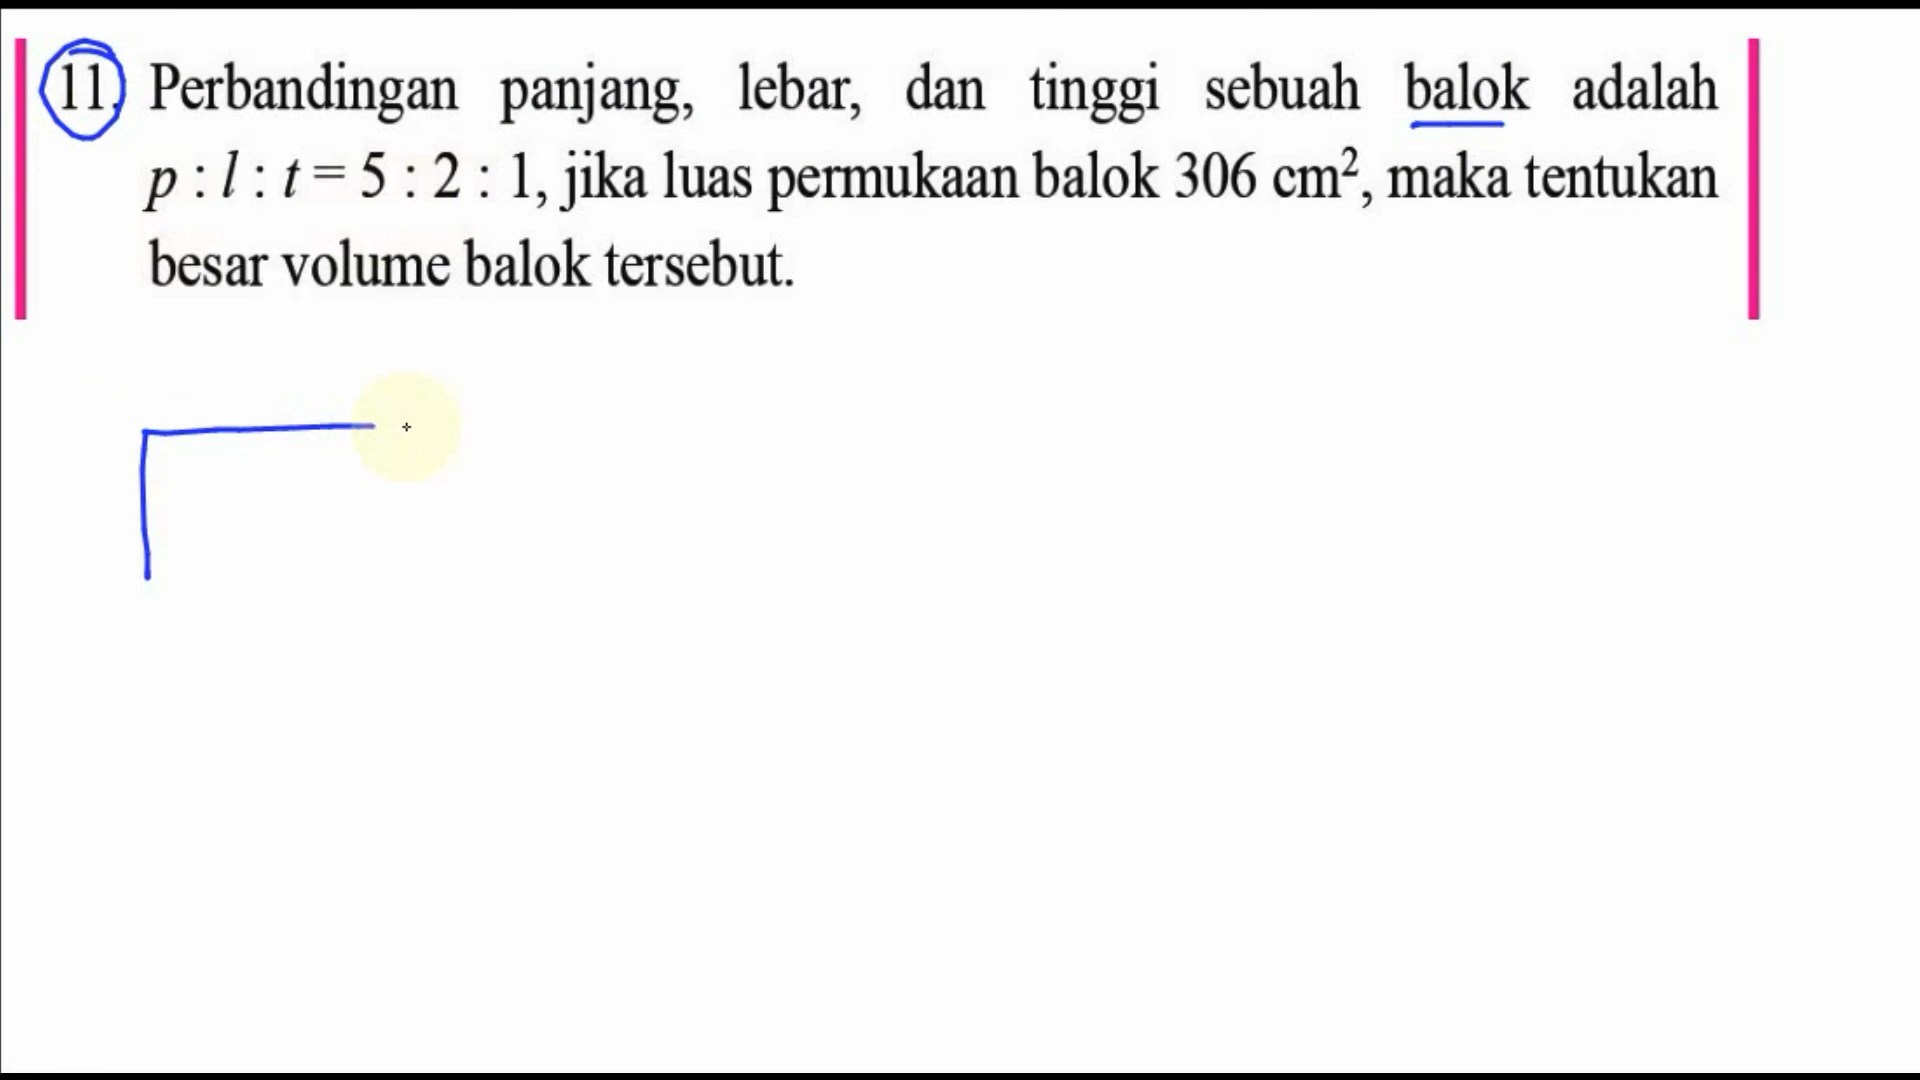 11. Perbandingan panjang, lebar, dan tinggi sebuah balok adalah
p : l : t = 5 : 2 : 1, jika luas permukaan balok 306 cm², maka tentukan
besar volume balok tersebut.